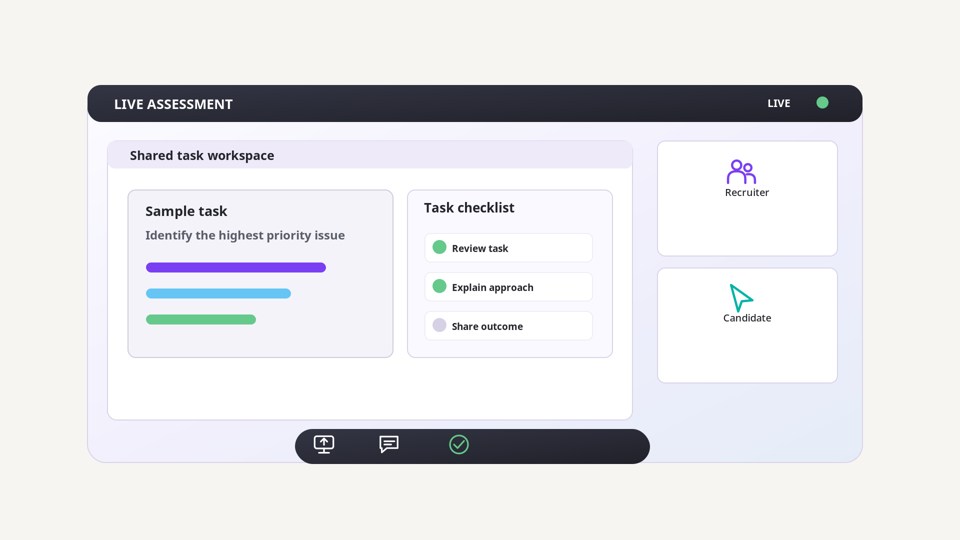 LIVE ASSESSMENT
LIVE
Shared task workspace
Sample task
Identify the highest priority issue
Task checklist
Review task
Explain approach
Share outcome
Recruiter
Candidate